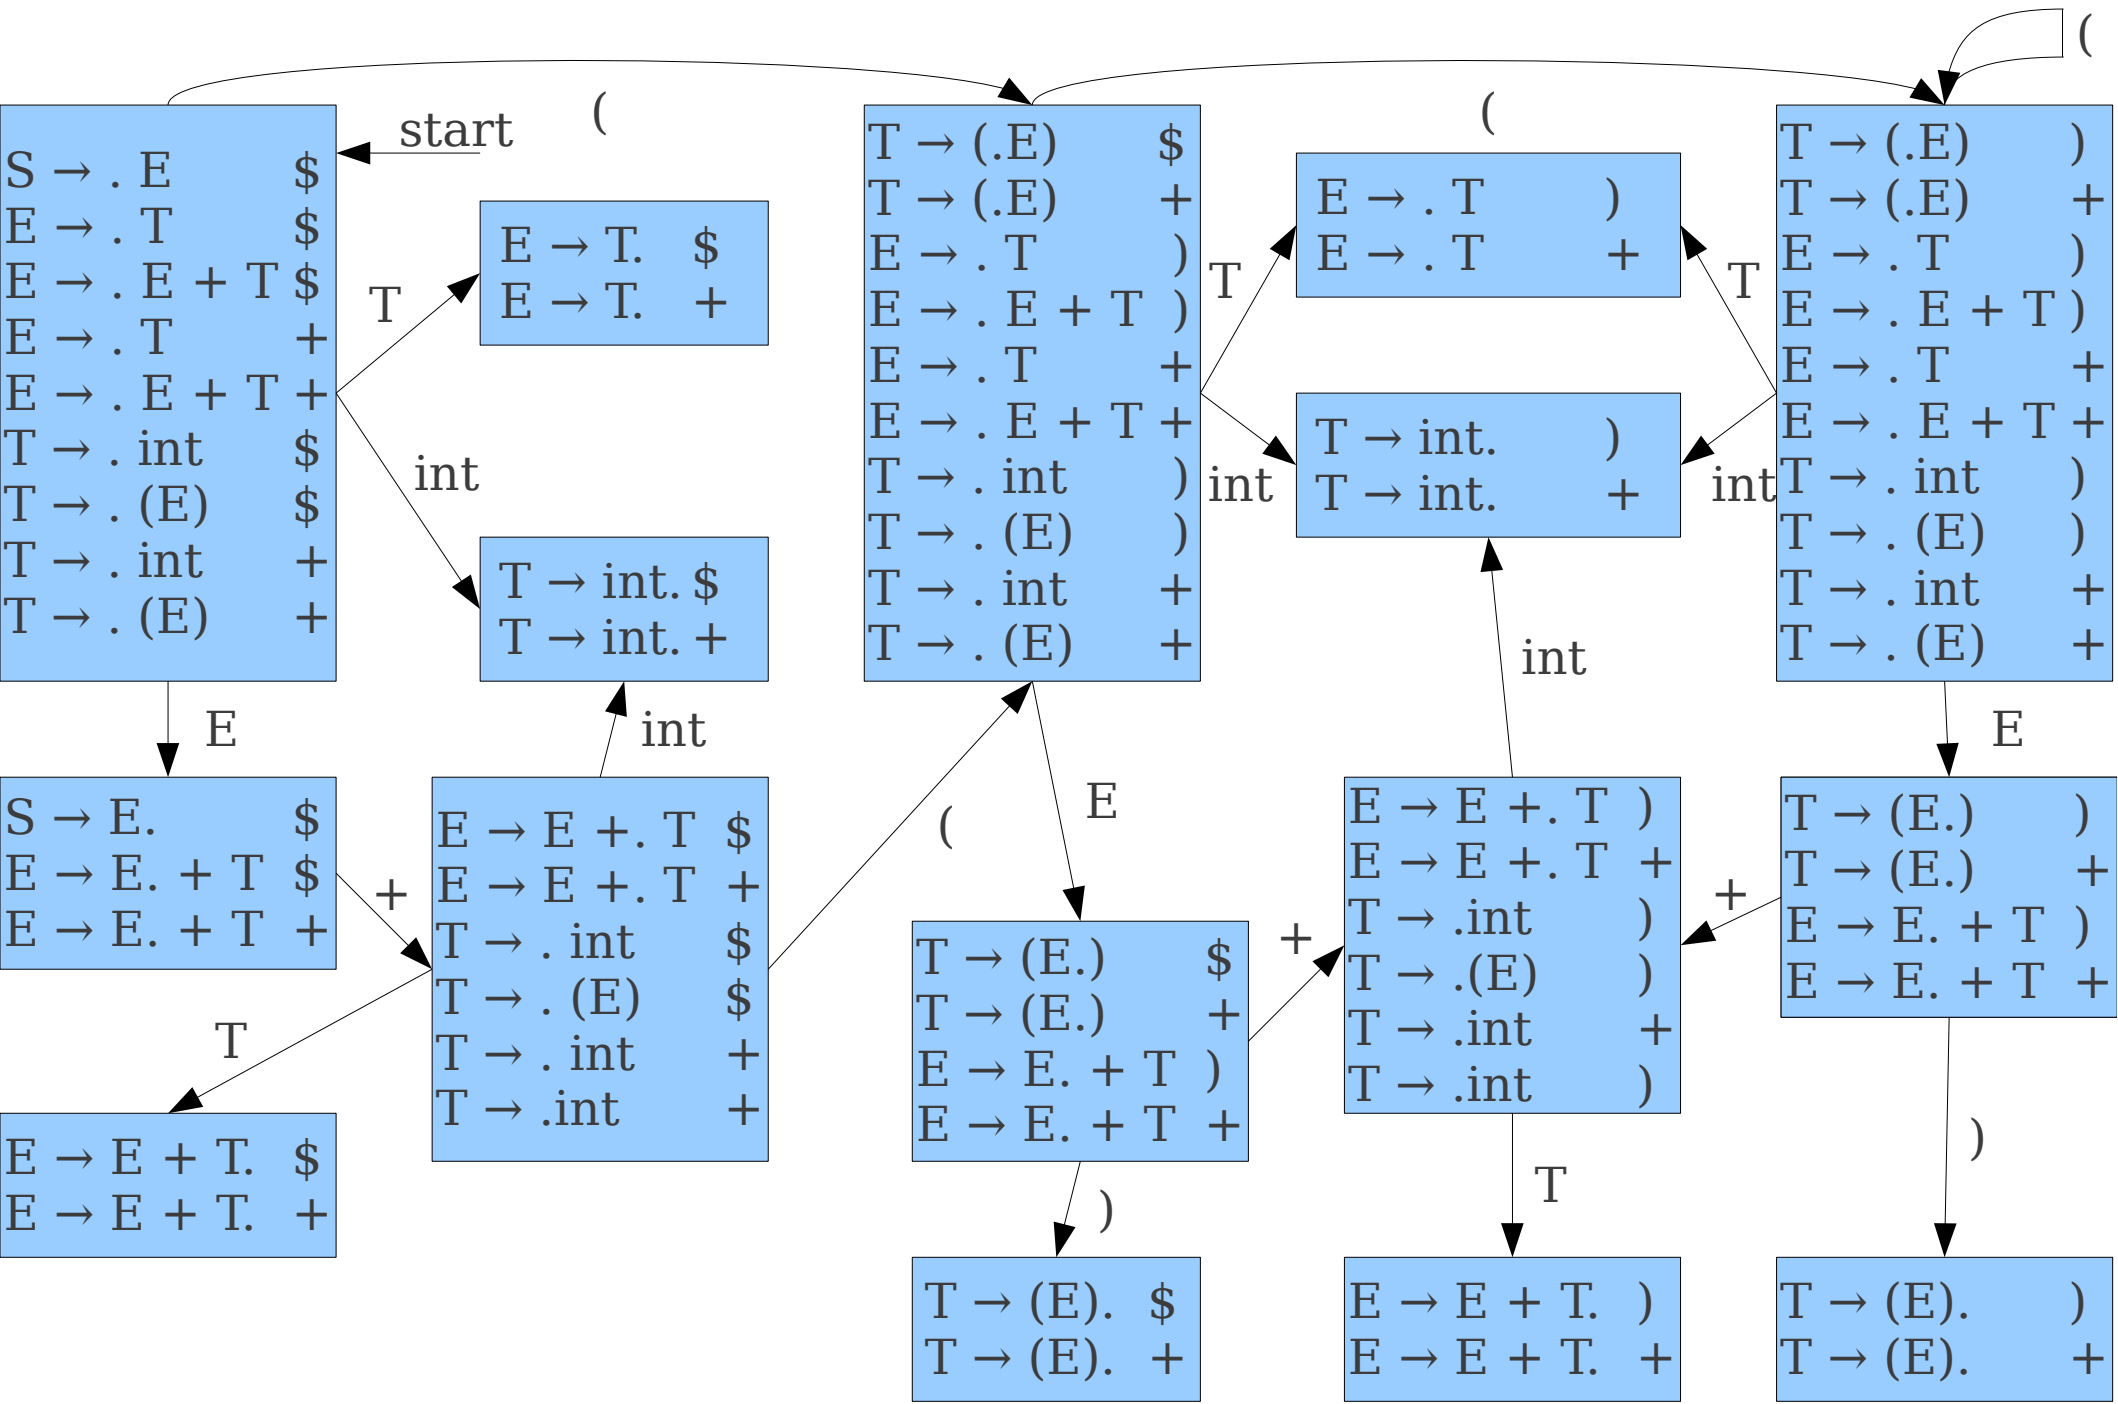 (
start
(
(
S → . E $
E → . T $
E → . E + T $
E → . T +
E → . E + T +
T → . int $
T → . (E) $
T → . int +
T → . (E) +
T
E → T. $
E → T. +
int
T → int. $
T → int. +
T → (.E) $
T → (.E) +
E → . T )
E → . E + T )
E → . T +
E → . E + T +
T → . int )
T → . (E) )
T → . int +
T → . (E) +
T
E → . T )
E → . T +
T
int
T → int. )
T → int. +
int
T → (.E) )
T → (.E) +
E → . T )
E → . E + T )
E → . T +
E → . E + T +
T → . int )
T → . (E) )
T → . int +
T → . (E) +
E
int
int
E
S → E. $
E → E. + T $
E → E. + T +
+
E → E +. T $
E → E +. T +
T → . int $
T → . (E) $
T → . int +
T → .int +
(
E
T → (E.) $
T → (E.) +
E → E. + T )
E → E. + T +
+
E → E +. T )
E → E +. T +
T → .int )
T → .(E) )
T → .int +
T → .int )
+
T → (E.) )
T → (E.) +
E → E. + T )
E → E. + T +
T
)
T
)
E → E + T. $
E → E + T. +
T → (E). $
T → (E). +
E → E + T. )
E → E + T. +
T → (E). )
T → (E). +